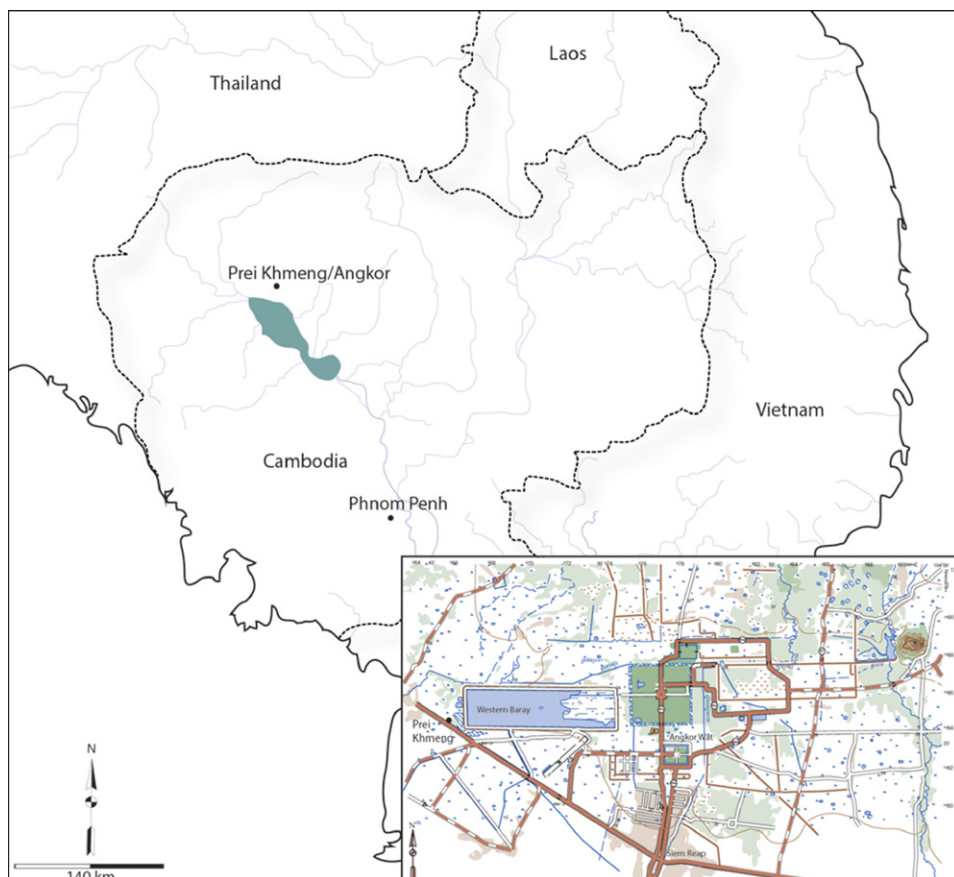 Laos
Thailand
Prei Khmeng/Angkor
Vietnam
Cambodia
Phnom Penh
N
140 km
Western Baray
Prei
Khmeng
Angkor Wat
Siem Reap
N